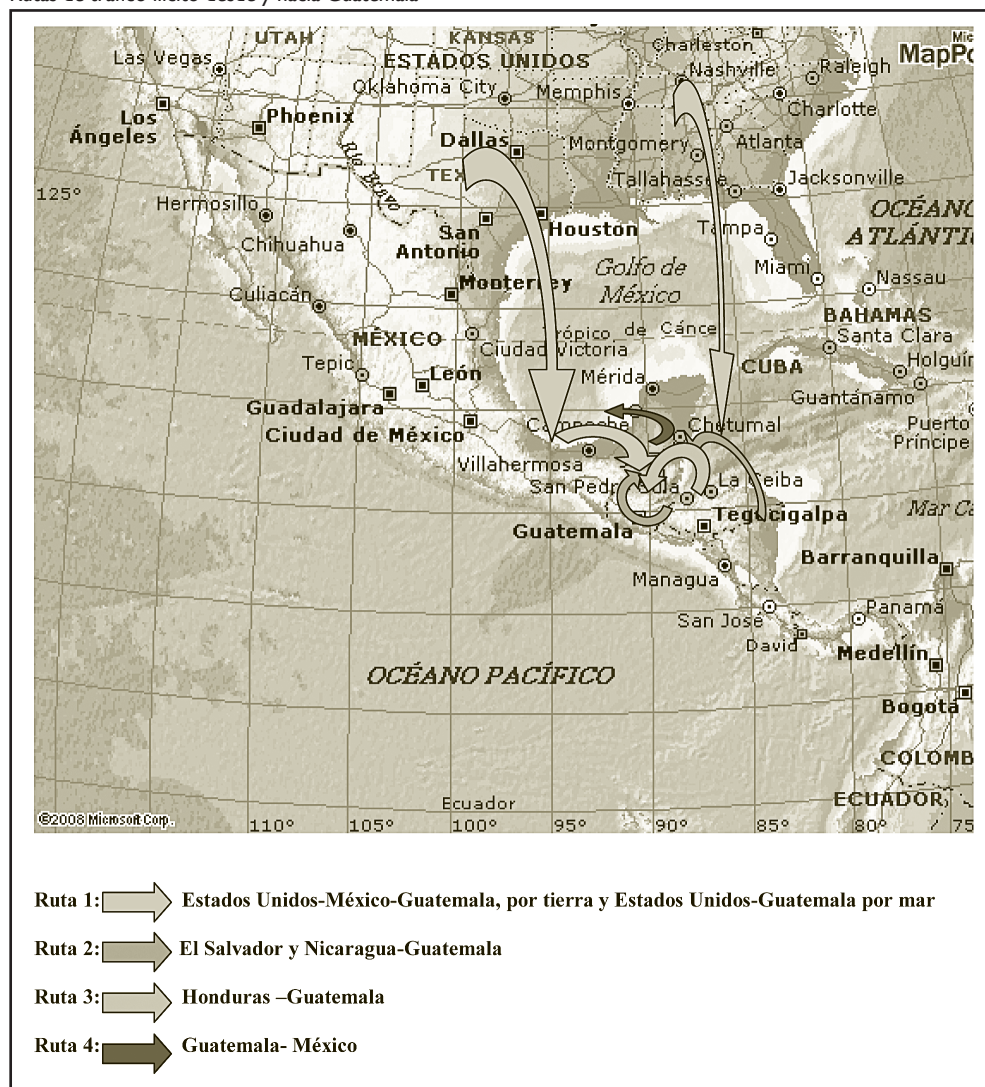 UTAH
KANSAS
Charleston
Mic
Las Vegas
ESTADOS UNIDOS
Nashville
Raleigh
MapPo
Oklahoma City
Memphis
Charlotte
Los Ángeles
Phoenix
Dallas
Montgomery
Atlanta
Río Bravo
TEX
Tallahassee
Jacksonville
125°
Hermosillo
San Antonio
Houston
Tampa
OCÉANO
ATLÁNTI
Chihuahua
Golfo de México
Miami
Nassau
Culiacán
Monterrey
BAHAMAS
MÉXICO
Trópico de Cánce
Santa Clara
Ciudad Victoria
Tepic
León
Mérida
CUBA
Holguín
Guadalajara
Guantánamo
Ciudad de México
Campeche
Chetumal
Puerto Príncipe
Villahermosa
San Pedro Sula
La Ceiba
Mar Ca
Guatemala
Tegucigalpa
Barranquilla
Managua
San José
Panamá
David
Medellín
OCÉANO PACÍFICO
Bogotá
COLOMB
Ecuador
ECUADOR
©2008 Microsoft Corp.
110° 105° 100° 95° 90° 85° 80° 75
Ruta 1: Estados Unidos-México-Guatemala, por tierra y Estados Unidos-Guatemala por mar
Ruta 2: El Salvador y Nicaragua-Guatemala
Ruta 3: Honduras –Guatemala
Ruta 4: Guatemala- México